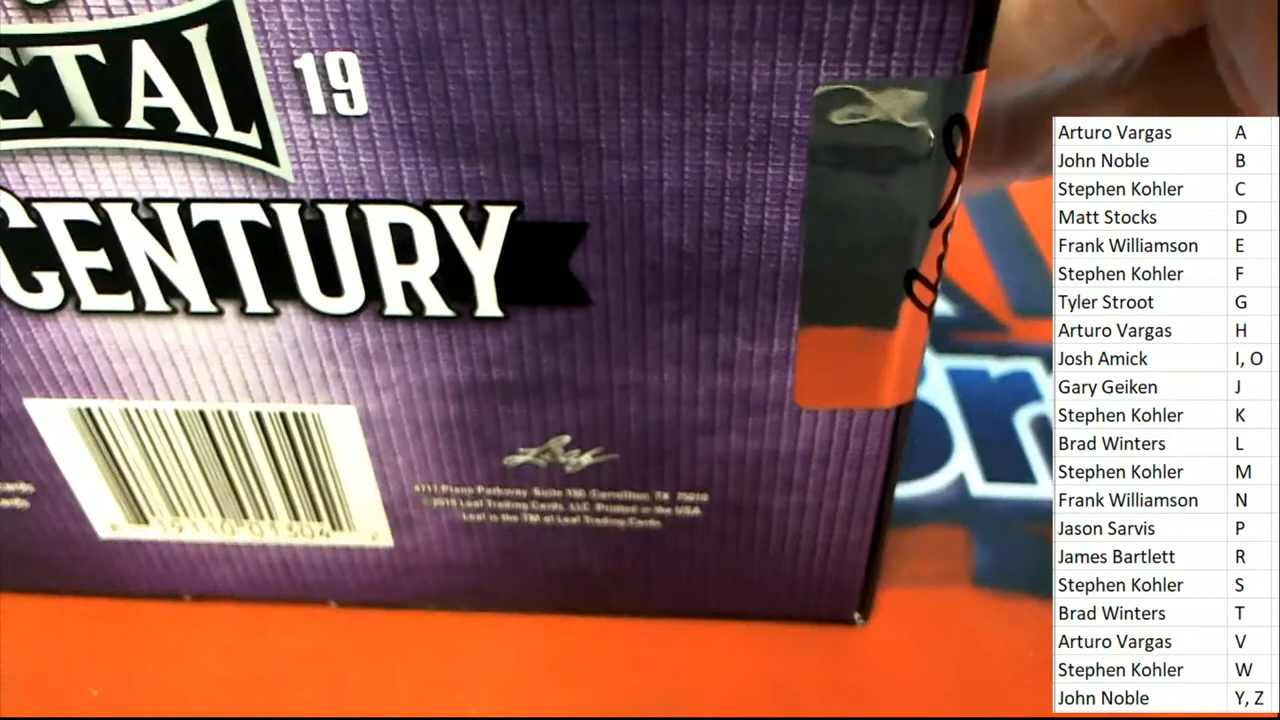 ETAL
19
CENTURY
Leaf
4717 Plano Parkway Suite 150 Carrollton, TX 75010
©2019 Leaf Trading Cards, LLC Printed in the USA
Leaf is the TM of Leaf Trading Cards.
Arturo Vargas A
John Noble B
Stephen Kohler C
Matt Stocks D
Frank Williamson E
Stephen Kohler F
Tyler Stroot G
Arturo Vargas H
Josh Amick I, O
Gary Geiken J
Stephen Kohler K
Brad Winters L
Stephen Kohler M
Frank Williamson N
Jason Sarvis P
James Bartlett R
Stephen Kohler S
Brad Winters T
Arturo Vargas V
Stephen Kohler W
John Noble Y, Z